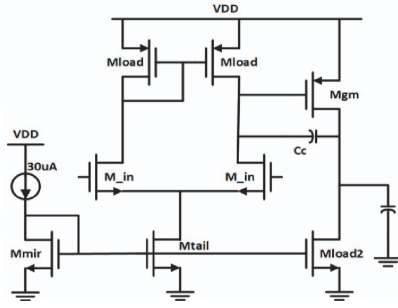 VDD
Mload
Mload
Mgm
VDD
Cc
30uA
M_in
M_in
Mmir
Mtail
Mload2